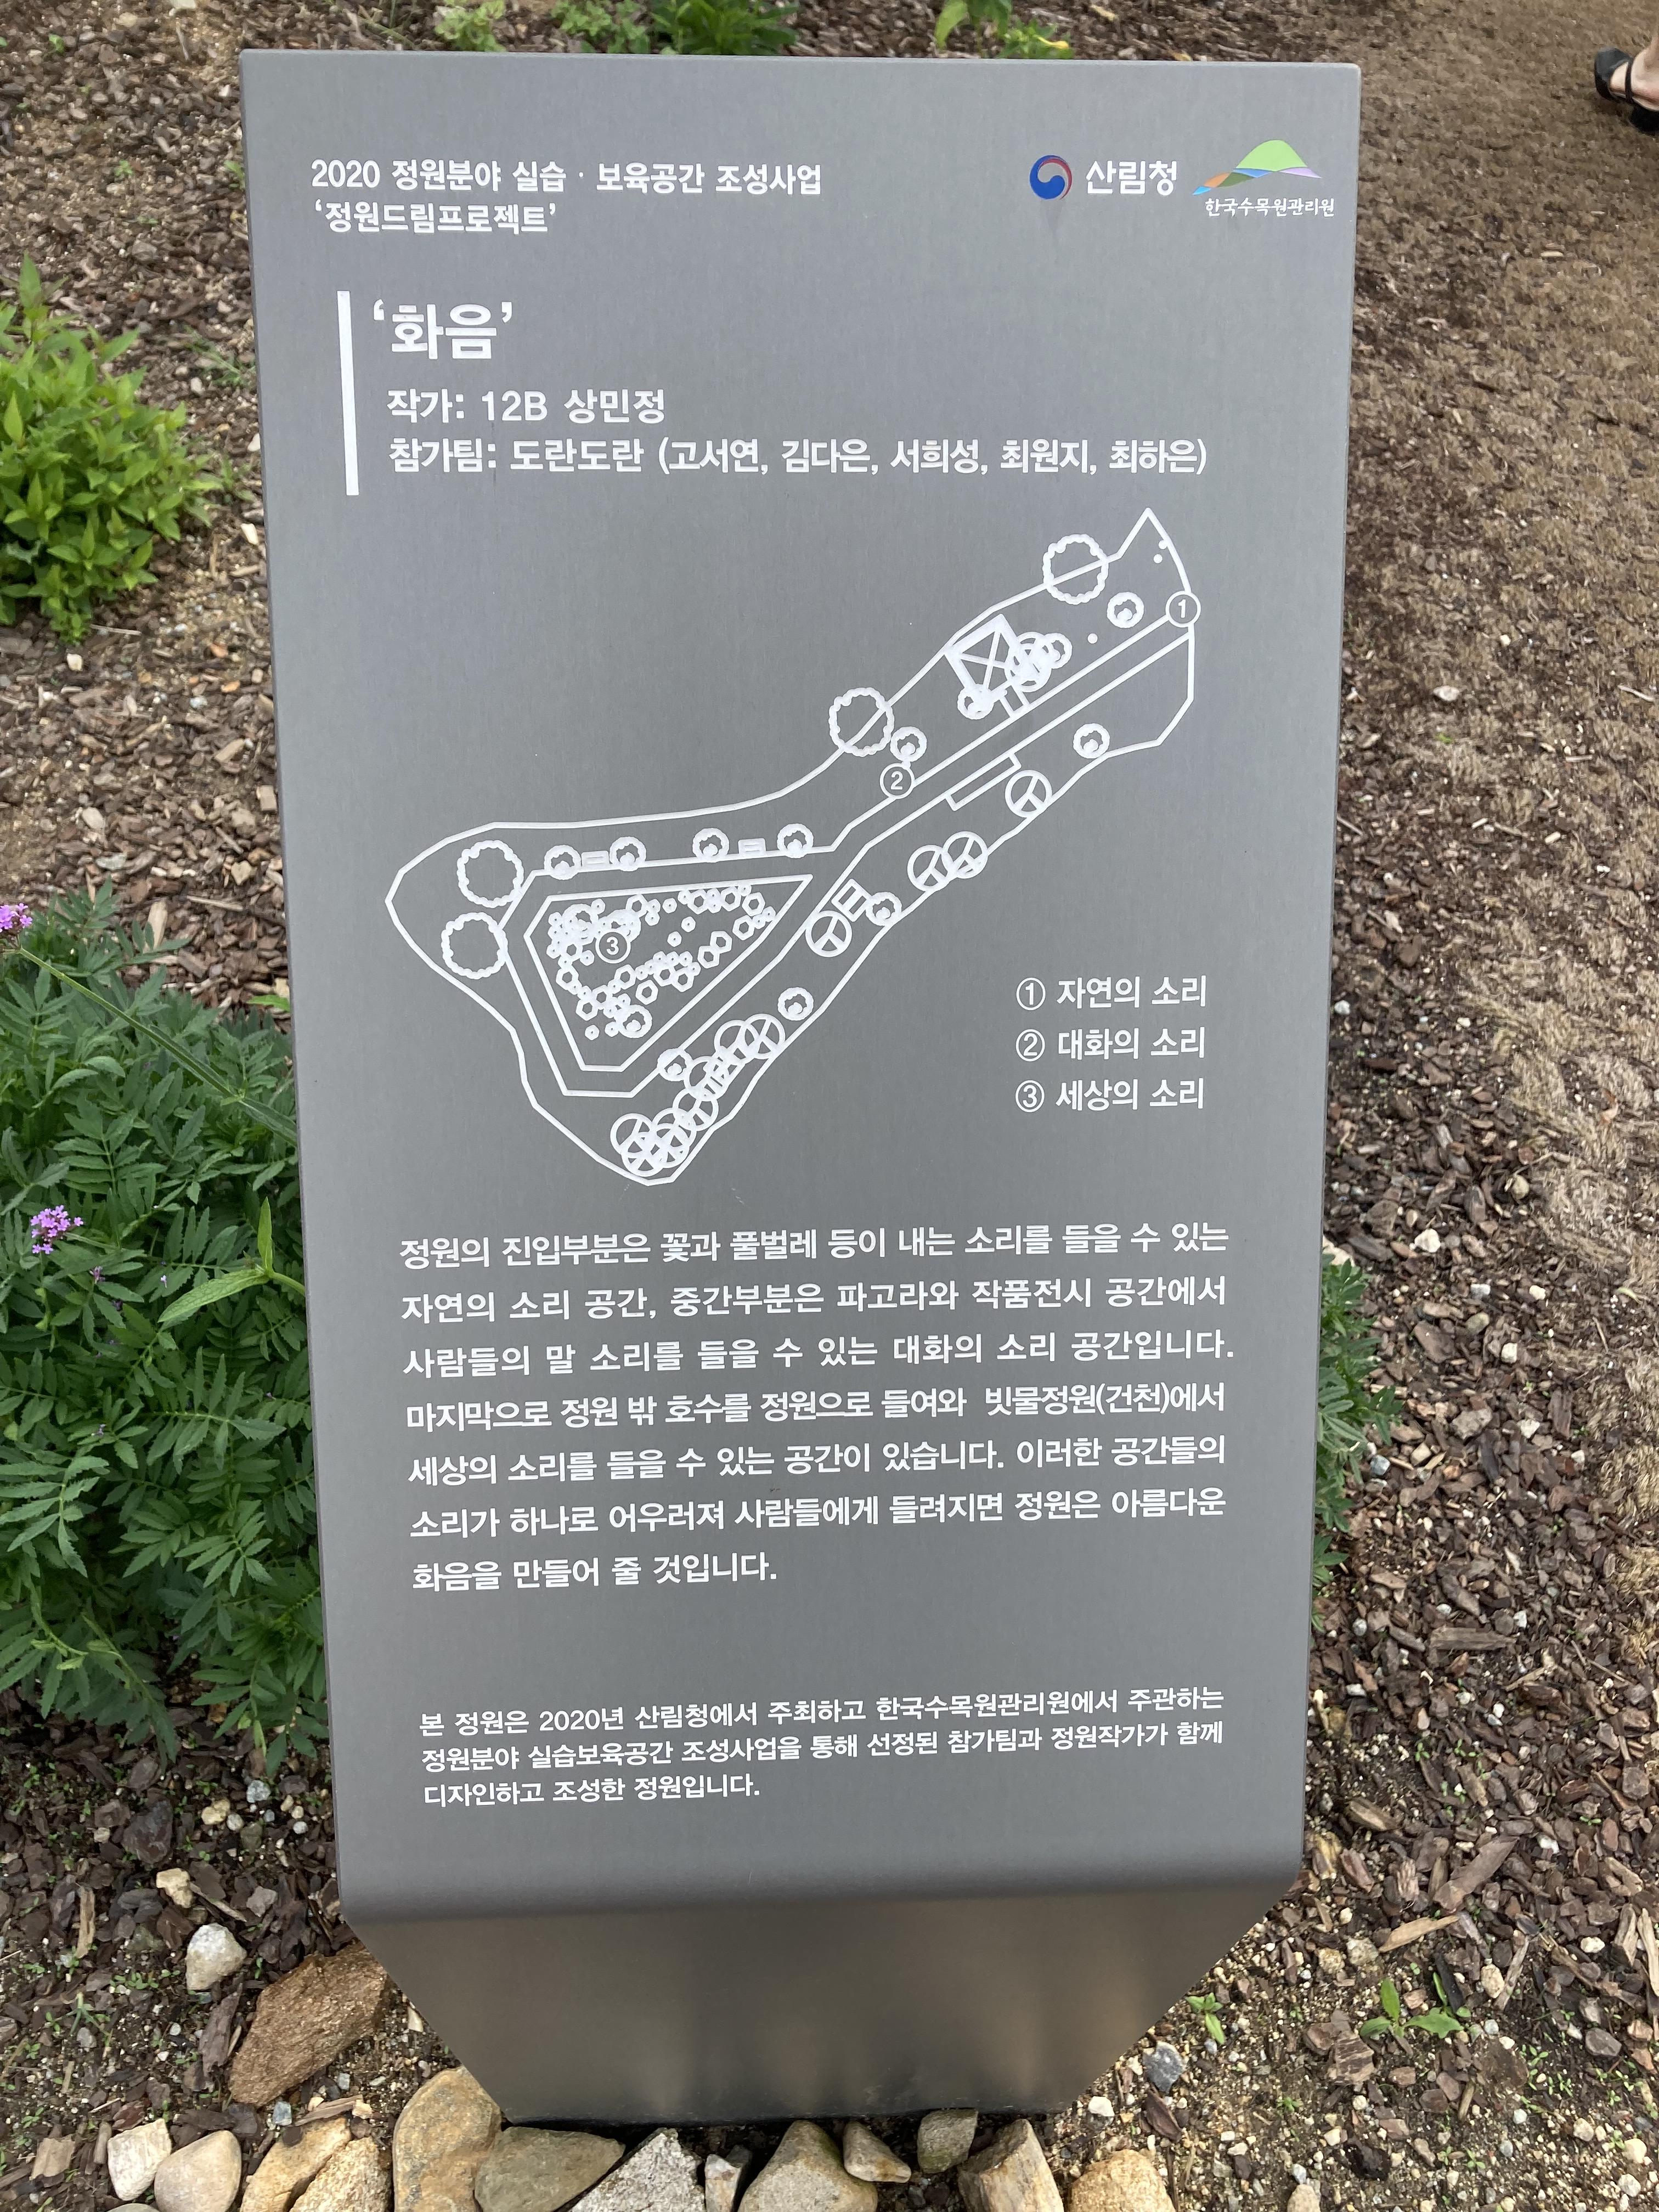 2020 정원분야 실습 · 보육공간 조성사업
'정원드림프로젝트'
산림청
한국수목원관리원
'화음'
작가: 12B 상민정
참가팀: 도란도란 (고서연, 김다은, 서희성, 최원지, 최하은)
1
2
3
① 자연의 소리
② 대화의 소리
③ 세상의 소리
정원의 진입부분은 꽃과 풀벌레 등이 내는 소리를 들을 수 있는
자연의 소리 공간, 중간부분은 파고라와 작품전시 공간에서
사람들의 말 소리를 들을 수 있는 대화의 소리 공간입니다.
마지막으로 정원 밖 호수를 정원으로 들여와 빗물정원(건천)에서
세상의 소리를 들을 수 있는 공간이 있습니다. 이러한 공간들의
소리가 하나로 어우러져 사람들에게 들려지면 정원은 아름다운
화음을 만들어 줄 것입니다.
본 정원은 2020년 산림청에서 주최하고 한국수목원관리원에서 주관하는
정원분야 실습보육공간 조성사업을 통해 선정된 참가팀과 정원작가가 함께
디자인하고 조성한 정원입니다.